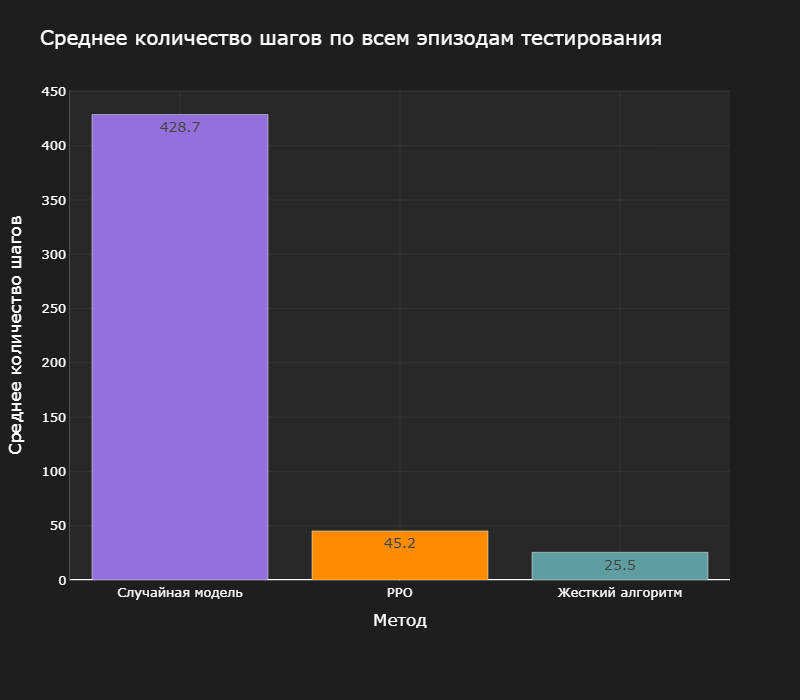 Среднее количество шагов по всем эпизодам тестирования
450
400
350
300
250
200
150
100
50
0
Среднее количество шагов
428.7
45.2
25.5
Случайная модель
PPO
Жесткий алгоритм
Метод